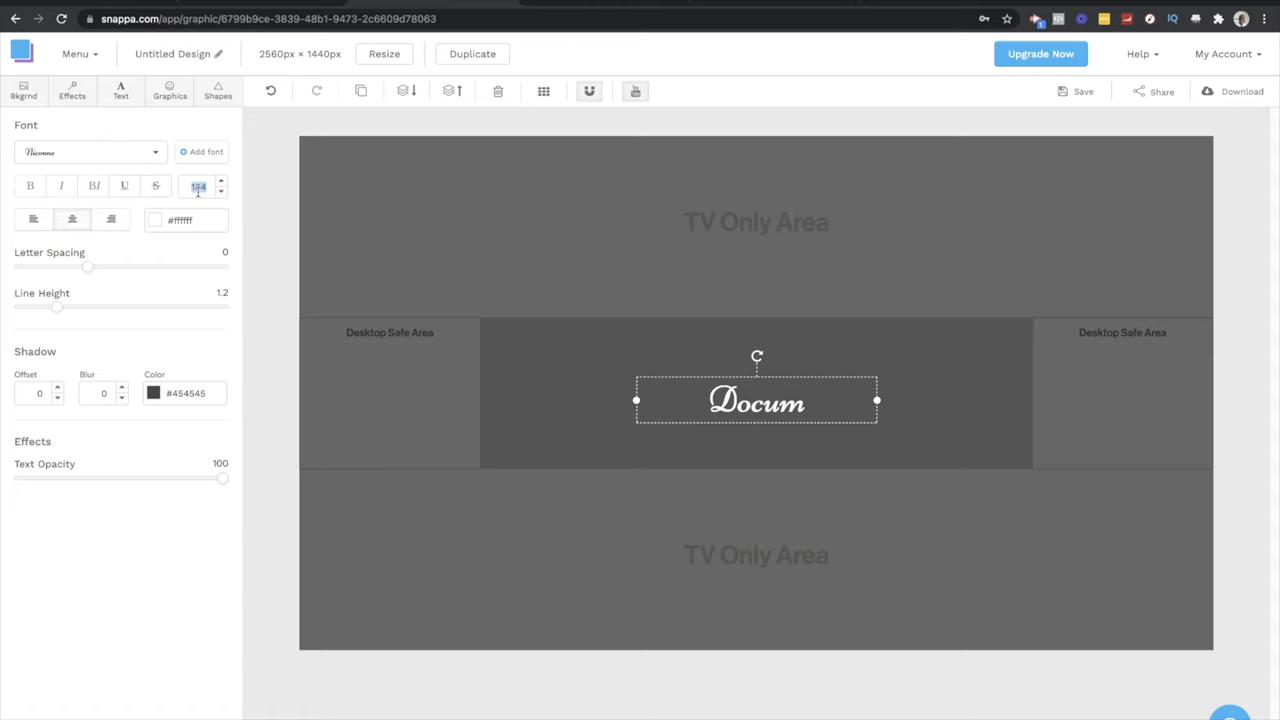 snappa.com/app/graphic/6799b9ce-3839-48b1-9473-2c6609d78063
Menu Untitled Design 2560px × 1440px Resize Duplicate Upgrade Now Help My Account
Bkgrnd Effects Text Graphics Shapes Save Share Download
Font
Niconne Add font
B I BI U S 184
#ffffff
Letter Spacing 0
Line Height 1.2
Shadow
Offset Blur Color
0 0 #454545
Effects
Text Opacity 100
TV Only Area
Desktop Safe Area Desktop Safe Area
Docum
TV Only Area